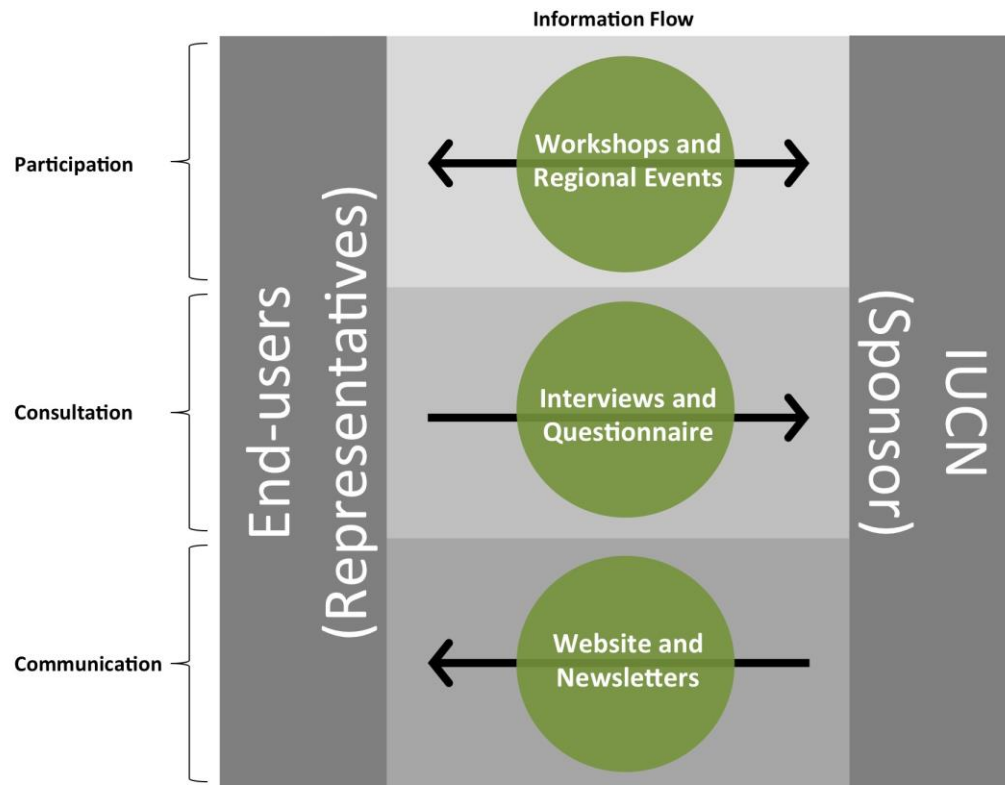 Information Flow
Participation
Workshops and
Regional Events
Consultation
Interviews and
Questionnaire
Communication
Website and
Newsletters
End-users
(Representatives)
IUCN
(Sponsor)